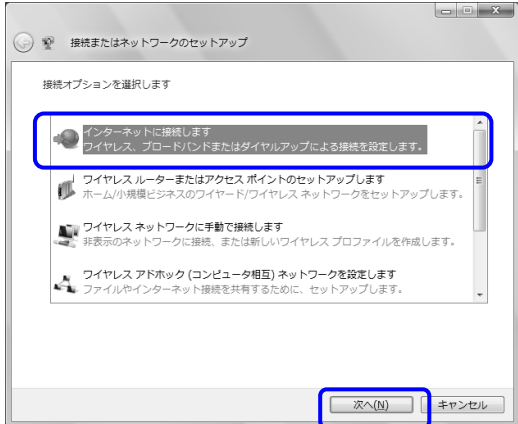 接続またはネットワークのセットアップ
接続オプションを選択します
インターネットに接続します
ワイヤレス、ブロードバンドまたはダイヤルアップによる接続を設定します。
ワイヤレス ルーターまたはアクセス ポイントのセットアップします
ホーム/小規模ビジネスのワイヤード/ワイヤレス ネットワークをセットアップします。
ワイヤレス ネットワークに手動で接続します
非表示のネットワークに接続、または新しいワイヤレス プロファイルを作成します。
ワイヤレス アドホック (コンピュータ相互) ネットワークを設定します
ファイルやインターネット接続を共有するために、セットアップします。
次へ(N)
キャンセル